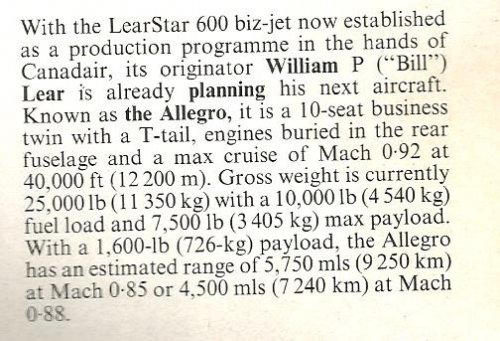 With the LearStar 600 biz-jet now established
as a production programme in the hands of
Canadair, its originator William P ("Bill")
Lear is already planning his next aircraft.
Known as the Allegro, it is a 10-seat business
twin with a T-tail, engines buried in the rear
fuselage and a max cruise of Mach 0·92 at
40,000 ft (12 200 m). Gross weight is currently
25,000 lb (11 350 kg) with a 10,000 lb (4 540 kg)
fuel load and 7,500 lb (3 405 kg) max payload.
With a 1,600-lb (726-kg) payload, the Allegro
has an estimated range of 5,750 mls (9 250 km)
at Mach 0·85 or 4,500 mls (7 240 km) at Mach
0·88.